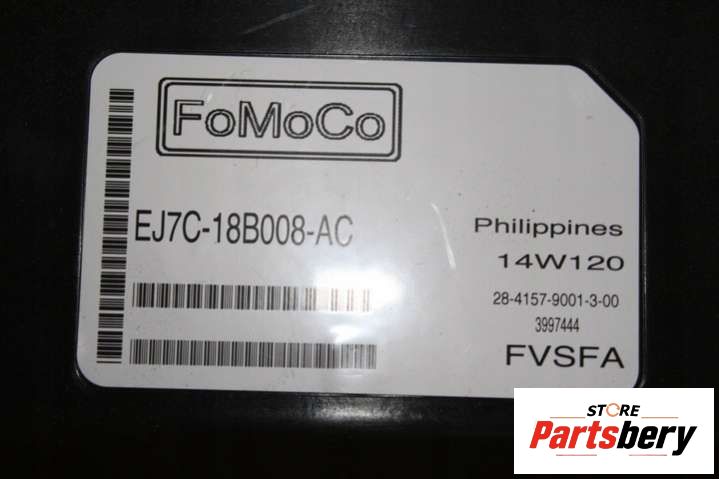 FoMoCo
EJ7C-18B008-AC
Philippines
14W120
28-4157-9001-3-00
3997444
FVSFA
STORE
Partsbery